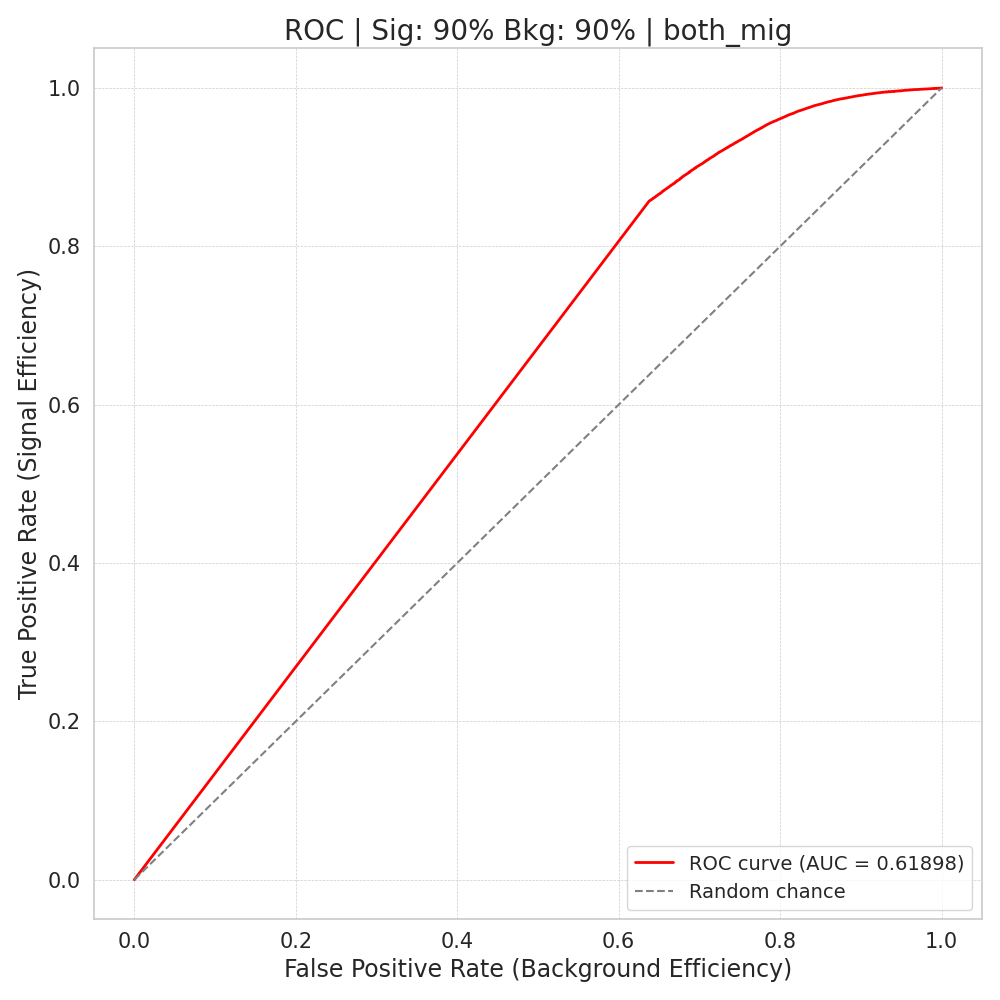 ROC | Sig: 90% Bkg: 90% | both_mig
True Positive Rate (Signal Efficiency)
1.0
0.8
0.6
0.4
0.2
0.0
ROC curve (AUC = 0.61898)
Random chance
0.0 0.2 0.4 0.6 0.8 1.0
False Positive Rate (Background Efficiency)